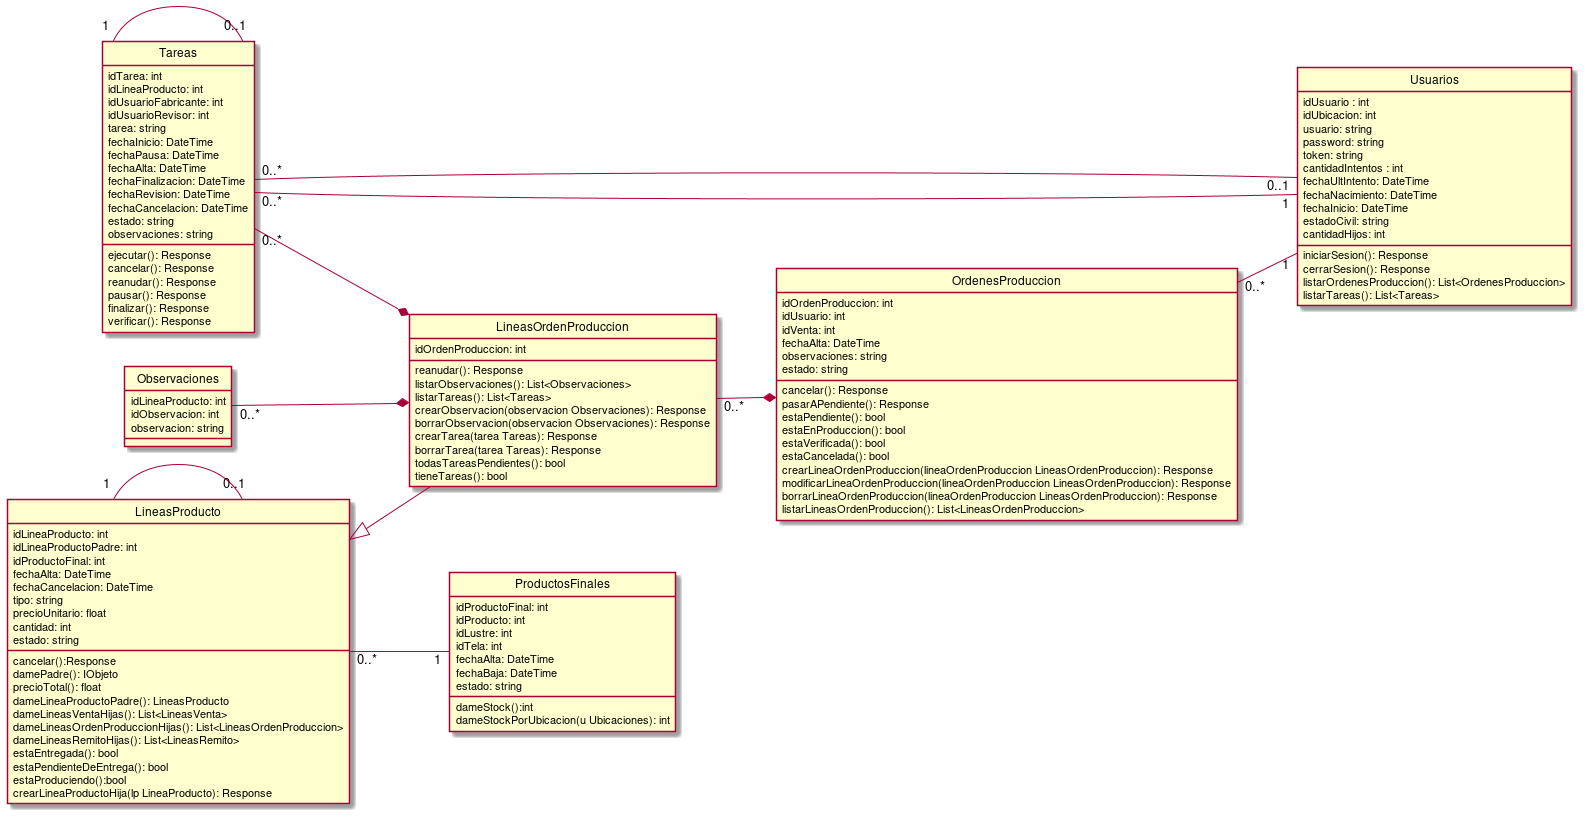 1
0..1
Tareas
idTarea: int
idLineaProducto: int
idUsuarioFabricante: int
idUsuarioRevisor: int
tarea: string
fechaInicio: DateTime
fechaPausa: DateTime
fechaAlta: DateTime
fechaFinalizacion: DateTime
fechaRevision: DateTime
fechaCancelacion: DateTime
estado: string
observaciones: string
ejecutar(): Response
cancelar(): Response
reanudar(): Response
pausar(): Response
finalizar(): Response
verificar(): Response
0..*
0..*
0..*
0..1
1
Usuarios
idUsuario : int
idUbicacion: int
usuario: string
password: string
token: string
cantidadIntentos : int
fechaUltIntento: DateTime
fechaNacimiento: DateTime
fechaInicio: DateTime
estadoCivil: string
cantidadHijos: int
iniciarSesion(): Response
cerrarSesion(): Response
listarOrdenesProduccion(): List<OrdenesProduccion>
listarTareas(): List<Tareas>
1
0..*
OrdenesProduccion
idOrdenProduccion: int
idUsuario: int
idVenta: int
fechaAlta: DateTime
observaciones: string
estado: string
cancelar(): Response
pasarAPendiente(): Response
estaPendiente(): bool
estaEnProduccion(): bool
estaVerificada(): bool
estaCancelada(): bool
crearLineaOrdenProduccion(lineaOrdenProduccion LineasOrdenProduccion): Response
modificarLineaOrdenProduccion(lineaOrdenProduccion LineasOrdenProduccion): Response
borrarLineaOrdenProduccion(lineaOrdenProduccion LineasOrdenProduccion): Response
listarLineasOrdenProduccion(): List<LineasOrdenProduccion>
LineasOrdenProduccion
idOrdenProduccion: int
reanudar(): Response
listarObservaciones(): List<Observaciones>
listarTareas(): List<Tareas>
crearObservacion(observacion Observaciones): Response
borrarObservacion(observacion Observaciones): Response
crearTarea(tarea Tareas): Response
borrarTarea(tarea Tareas): Response
todasTareasPendientes(): bool
tieneTareas(): bool
0..*
Observaciones
idLineaProducto: int
idObservacion: int
observacion: string
0..*
1
0..1
LineasProducto
idLineaProducto: int
idLineaProductoPadre: int
idProductoFinal: int
fechaAlta: DateTime
fechaCancelacion: DateTime
tipo: string
precioUnitario: float
cantidad: int
estado: string
cancelar():Response
damePadre(): IObjeto
precioTotal(): float
dameLineaProductoPadre(): LineasProducto
dameLineasVentaHijas(): List<LineasVenta>
dameLineasOrdenProduccionHijas(): List<LineasOrdenProduccion>
dameLineasRemitoHijas(): List<LineasRemito>
estaEntregada(): bool
estaPendienteDeEntrega(): bool
estaProduciendo():bool
crearLineaProductoHija(lp LineaProducto): Response
0..*
1
ProductosFinales
idProductoFinal: int
idProducto: int
idLustre: int
idTela: int
fechaAlta: DateTime
fechaBaja: DateTime
estado: string
dameStock():int
dameStockPorUbicacion(u Ubicaciones): int